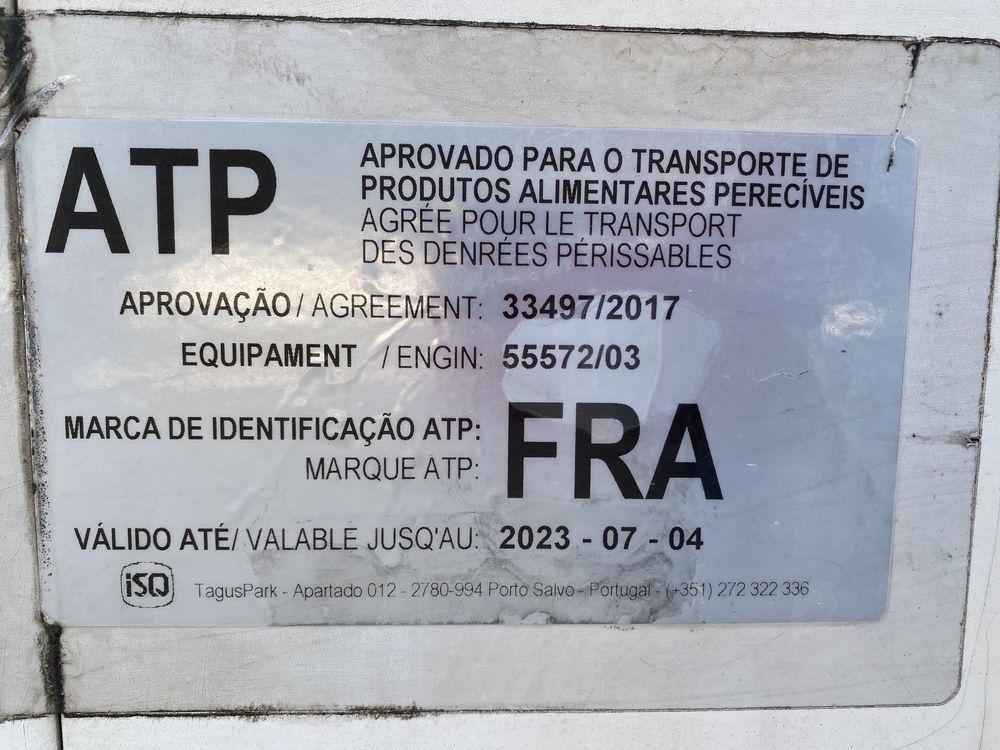 ATP
APROVADO PARA O TRANSPORTE DE
PRODUTOS ALIMENTARES PERECÍVEIS
AGRÉE POUR LE TRANSPORT
DES DENRÉES PÉRISSABLES
APROVAÇÃO / AGREEMENT: 33497/2017
EQUIPAMENT / ENGIN: 55572/03
MARCA DE IDENTIFICAÇÃO ATP: FRA
MARQUE ATP:
VÁLIDO ATÉ/ VALABLE JUSQ'AU: 2023 - 07 - 04
iSQ TagusPark - Apartado 012 - 2780-994 Porto Salvo - Portugal - (+351) 272 322 336